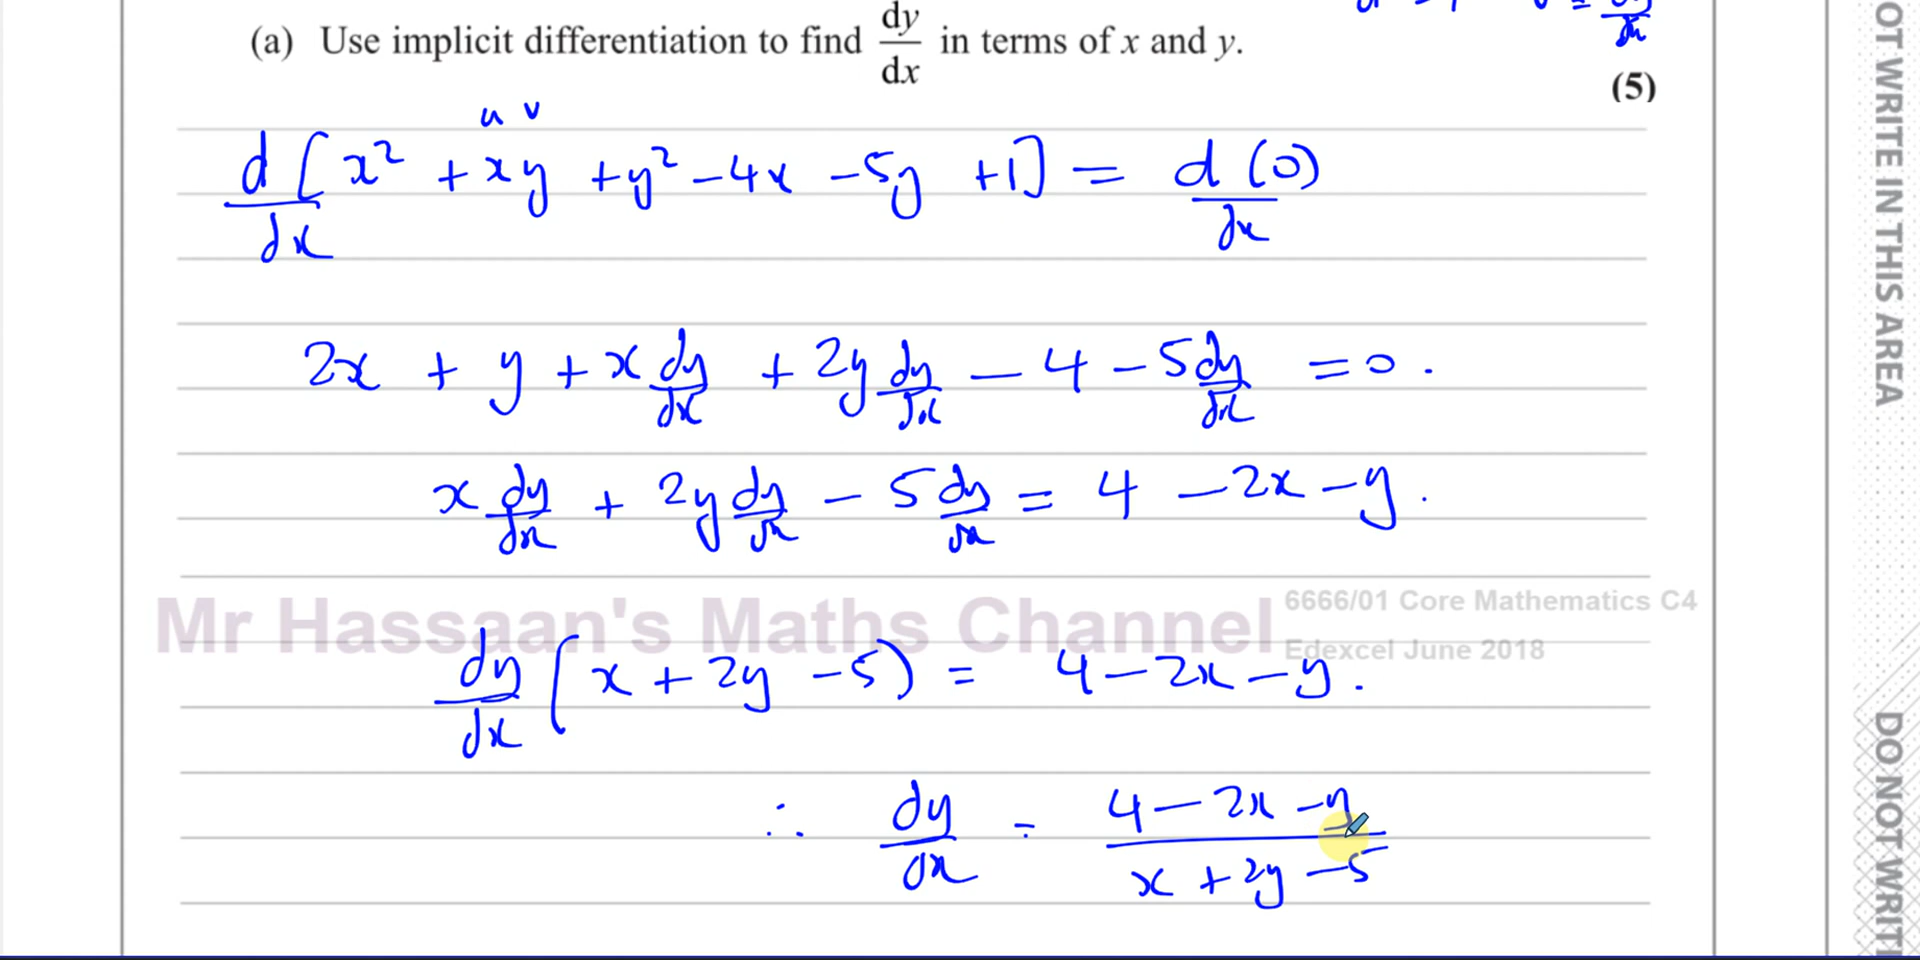 (a) Use implicit differentiation to find dy/dx in terms of x and y.
(5)
u v
d/dx [x² + xy + y² - 4x - 5y + 1] = d(0)/dx
2x + y + x dy/dx + 2y dy/dx - 4 - 5 dy/dx = 0.
x dy/dx + 2y dy/dx - 5 dy/dx = 4 - 2x - y.
Mr Hassaan's Maths Channel
6666/01 Core Mathematics C4
Edexcel June 2018
dy/dx (x + 2y - 5) = 4 - 2x - y.
∴ dy/dx = (4 - 2x - y)/(x + 2y - 5)
OT WRITE IN THIS AREA
DO NOT WRIT